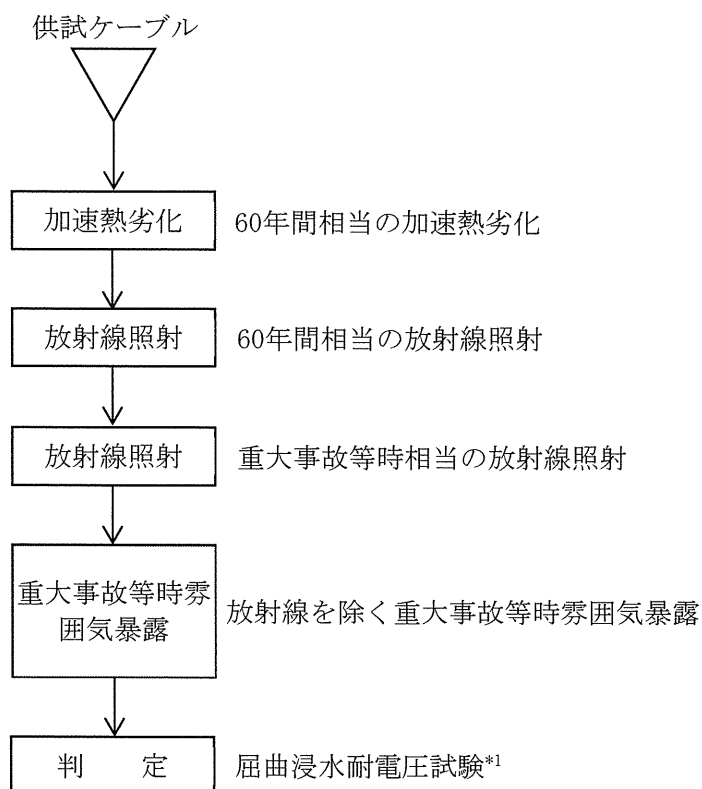 供試ケーブル
加速熱劣化 60年間相当の加速熱劣化
放射線照射 60年間相当の放射線照射
放射線照射 重大事故等時相当の放射線照射
重大事故等時雰
囲気暴露
放射線を除く重大事故等時雰囲気暴露
判 定 屈曲浸水耐電圧試験*1